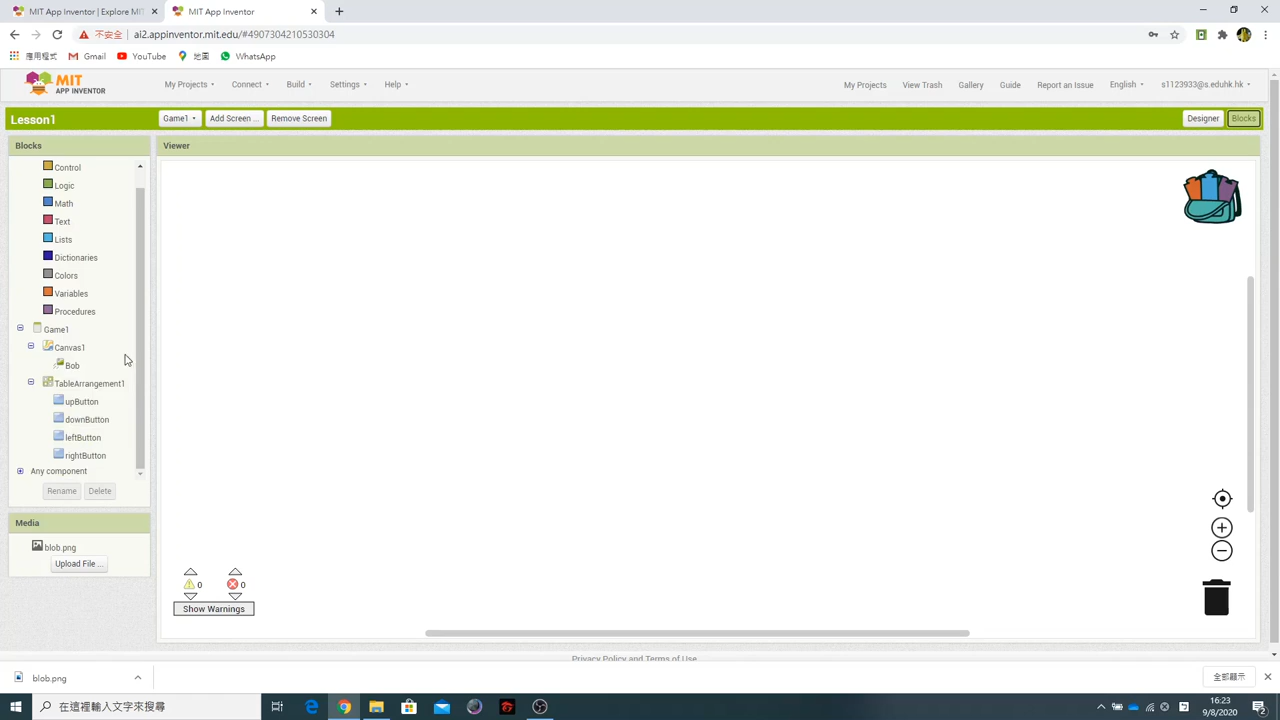 MIT App Inventor | Explore MIT
MIT App Inventor
不安全
ai2.appinventor.mit.edu/#4907304210530304
應用程式
Gmail
YouTube
地圖
WhatsApp
MIT
APP INVENTOR
My Projects
Connect
Build
Settings
Help
My Projects
View Trash
Gallery
Guide
Report an Issue
English
s1123933@s.eduhk.hk
Lesson1
Game1
Add Screen ...
Remove Screen
Designer
Blocks
Blocks
Viewer
Control
Logic
Math
Text
Lists
Dictionaries
Colors
Variables
Procedures
Game1
Canvas1
Bob
TableArrangement1
upButton
downButton
leftButton
rightButton
Any component
Rename
Delete
Media
blob.png
Upload File ...
0
0
Show Warnings
Privacy Policy and Terms of Use
blob.png
全部顯示
在這裡輸入文字來搜尋
16:23
9/8/2020
2